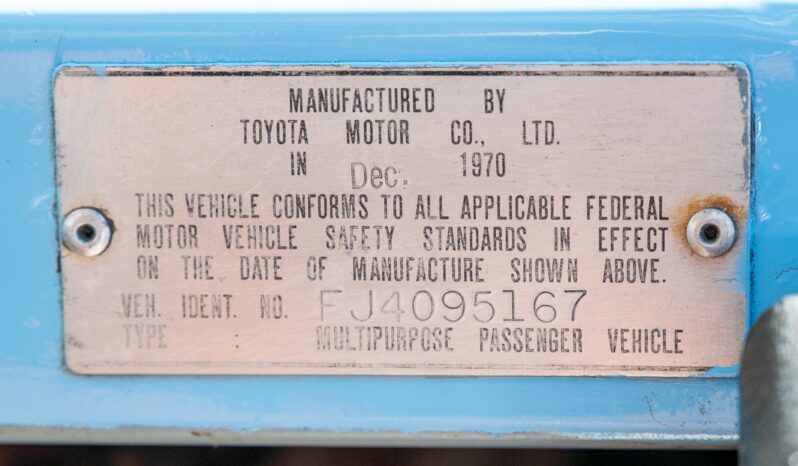 MANUFACTURED BY
TOYOTA MOTOR CO., LTD.
IN Dec. 1970
THIS VEHICLE CONFORMS TO ALL APPLICABLE FEDERAL
MOTOR VEHICLE SAFETY STANDARDS IN EFFECT
ON THE DATE OF MANUFACTURE SHOWN ABOVE.
VEH. IDENT. NO. FJ4095167
TYPE : MULTIPURPOSE PASSENGER VEHICLE